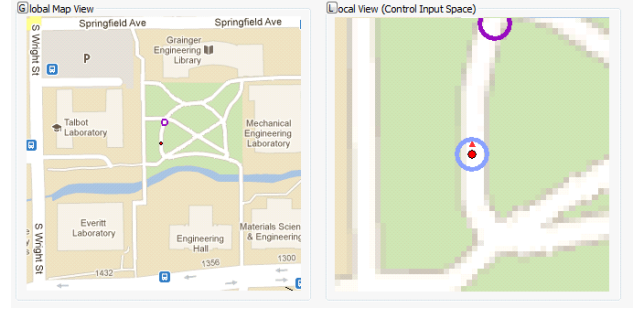 Global Map View
Springfield Ave
Springfield Ave
S Wright St
Grainger
Engineering
Library
P
Talbot
Laboratory
Mechanical
Engineering
Laboratory
S Wright St
Everitt
Laboratory
Engineering
Hall
Materials Scien
& Engineering
1432
1356
1300
Local View (Control Input Space)